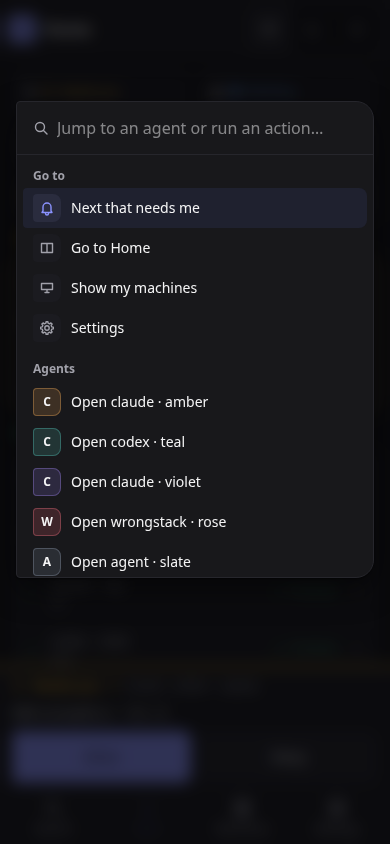 Jump to an agent or run an action...
Go to
Next that needs me
Go to Home
Show my machines
Settings
Agents
C Open claude · amber
C Open codex · teal
C Open claude · violet
W Open wrongstack · rose
A Open agent · slate